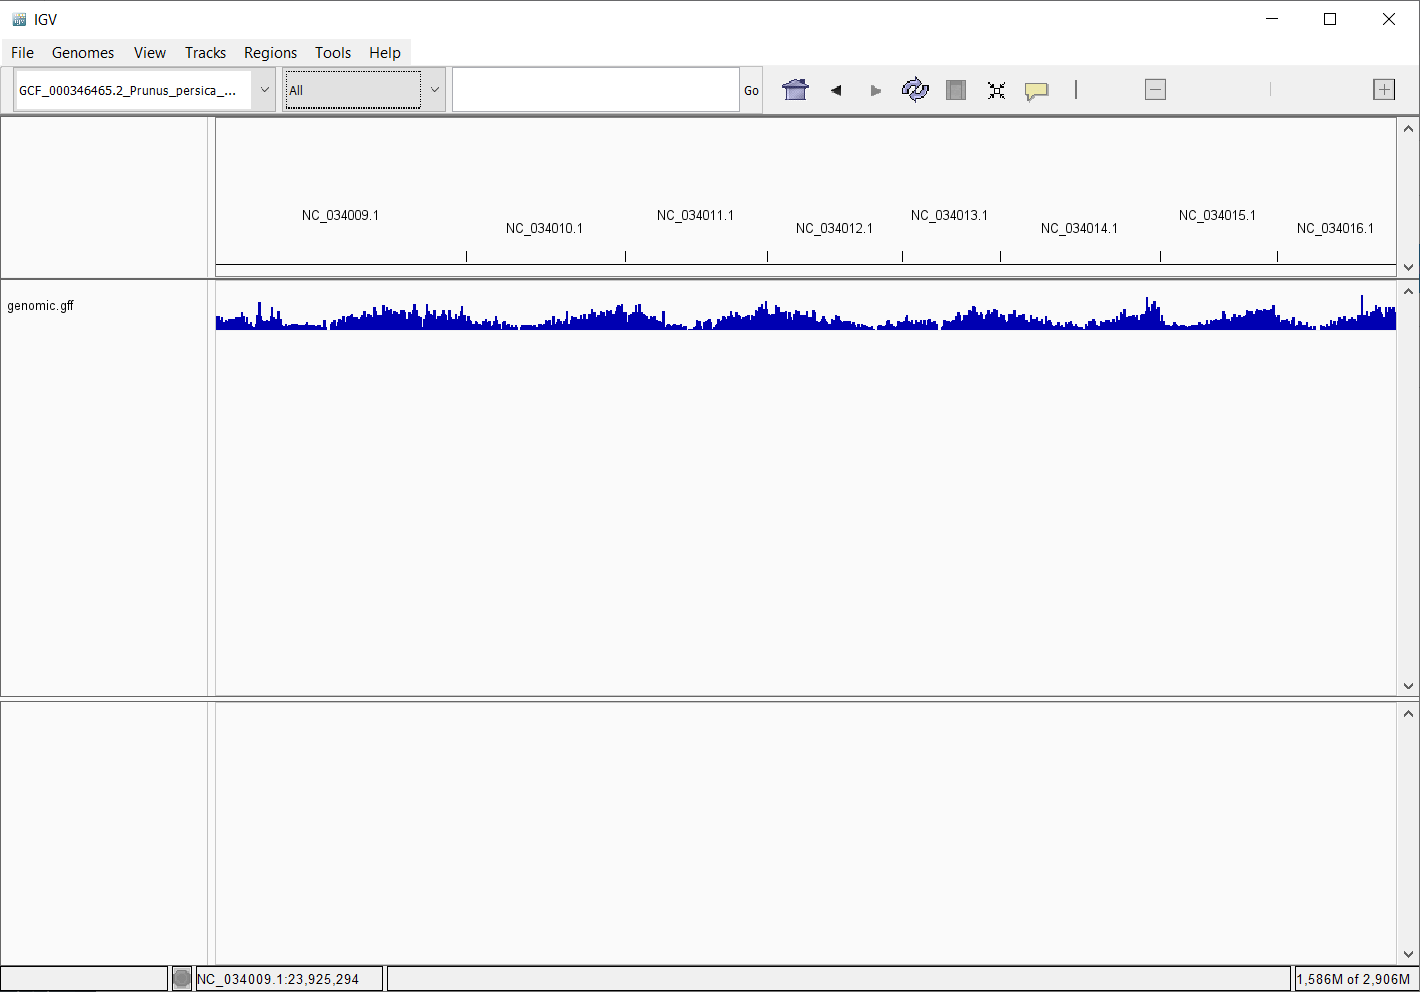 IGV
File Genomes View Tracks Regions Tools Help
GCF_000346465.2_Prunus_persica_... All Go
NC_034009.1 NC_034010.1 NC_034011.1 NC_034012.1 NC_034013.1 NC_034014.1 NC_034015.1 NC_034016.1
genomic.gff
NC_034009.1:23,925,294 1,586M of 2,906M